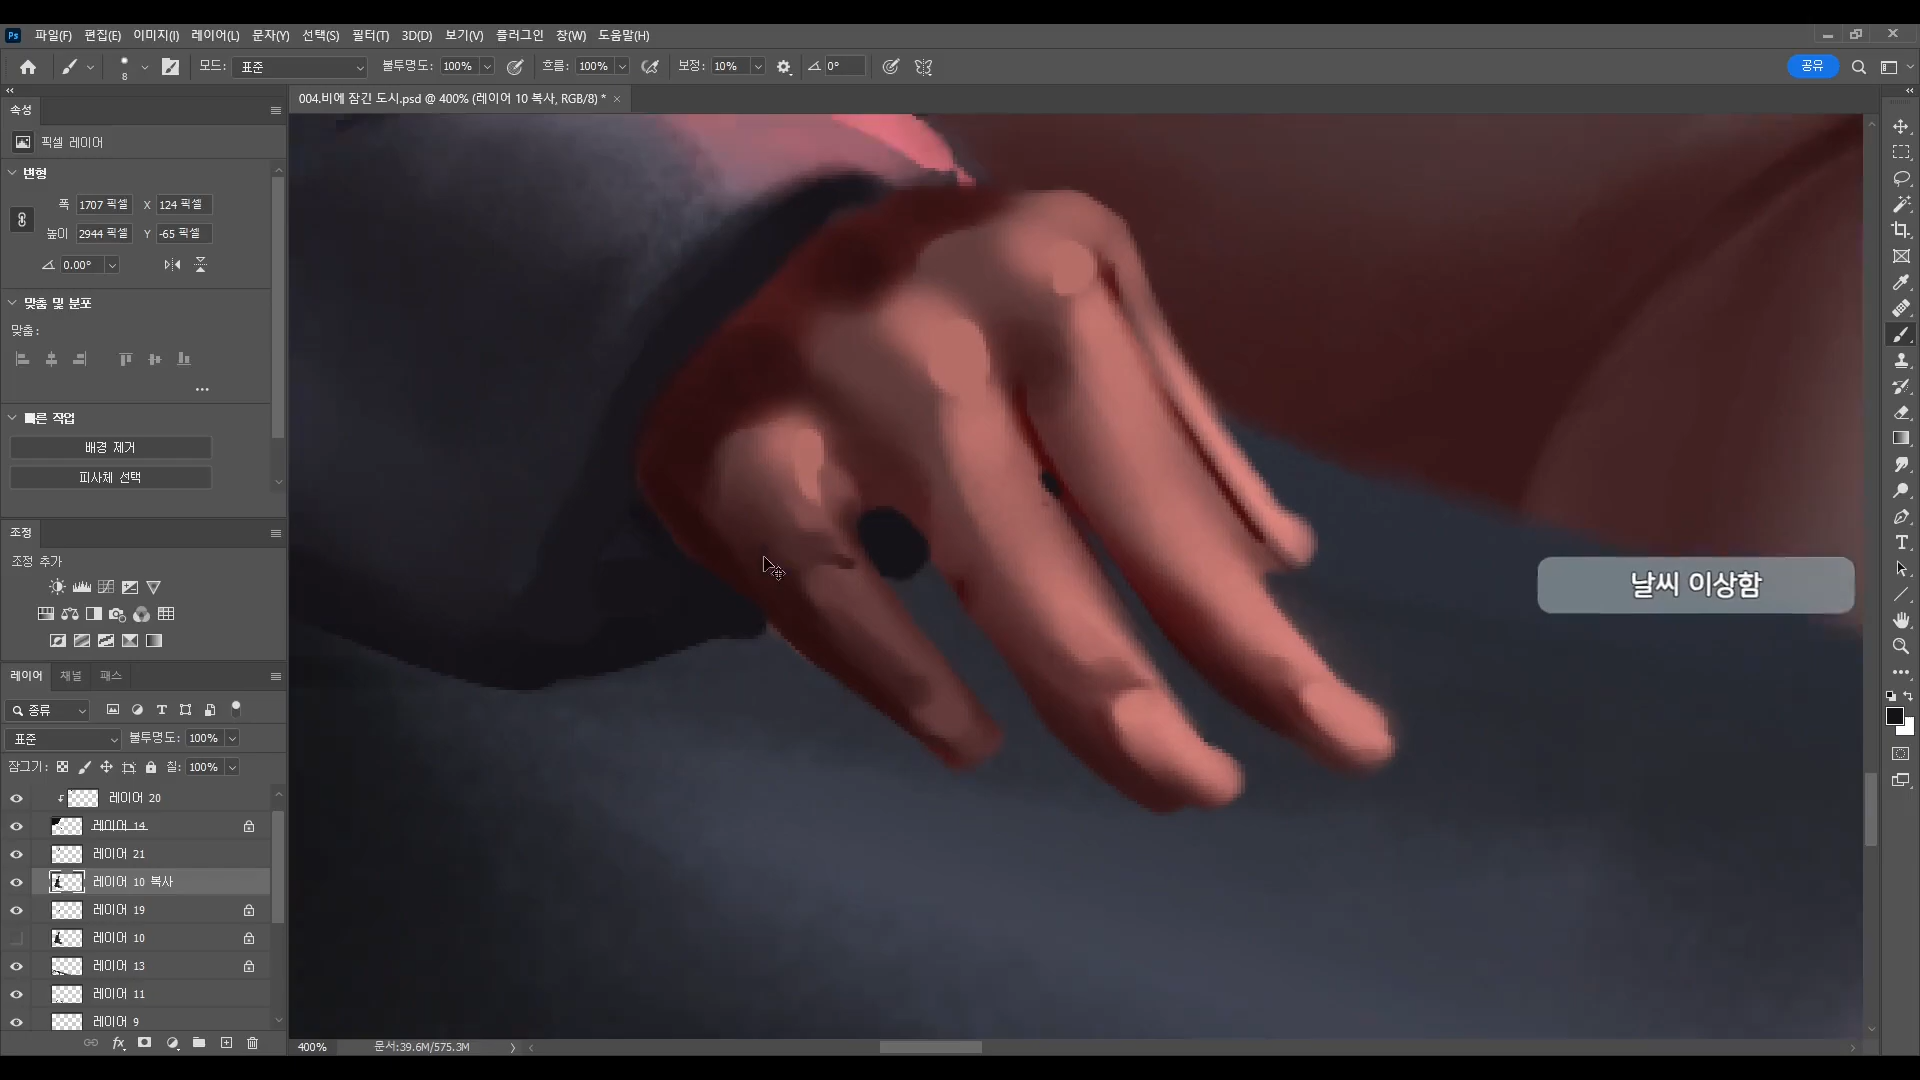 Ps 파일(F) 편집(E) 이미지(I) 레이어(L) 문자(Y) 선택(S) 필터(T) 3D(D) 보기(V) 플러그인 창(W) 도움말(H)
8 모드: 표준 불투명도: 100% 흐름: 100% 보정: 10% 0° 공유
004.비에 잠긴 도시.psd @ 400% (레이어 10 복사, RGB/8) *
속성
픽셀 레이어
변형
폭 1707 픽셀 X 124 픽셀
높이 2944 픽셀 Y -65 픽셀
0.00°
맞춤 및 분포
맞춤:
빠른 작업
배경 제거
피사체 선택
조정
조정 추가
날씨 이상함
레이어 채널 패스
종류
표준 불투명도: 100%
잠그기: 칠: 100%
레이어 20
레이어 14
레이어 21
레이어 10 복사
레이어 19
레이어 10
레이어 13
레이어 11
레이어 9
fx
400% 문서:39.6M/575.3M